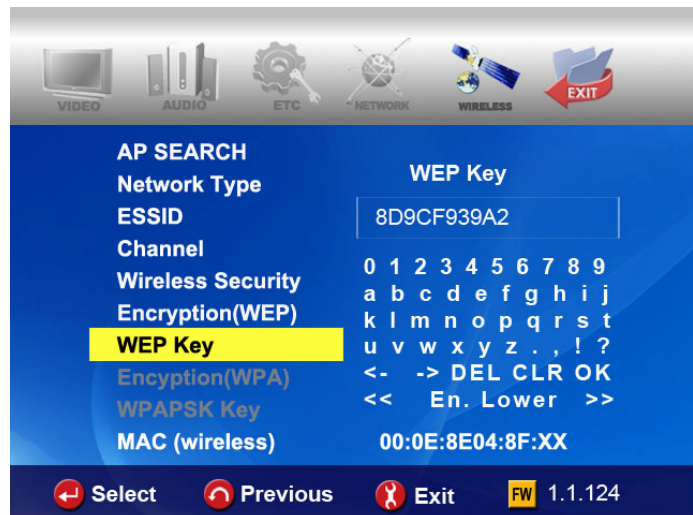 VIDEO AUDIO ETC NETWORK WIRELESS EXIT
AP SEARCH
Network Type
ESSID
Channel
Wireless Security
Encryption(WEP)
WEP Key
Encyption(WPA)
WPAPSK Key
MAC (wireless)
WEP Key
8D9CF939A2
0 1 2 3 4 5 6 7 8 9
a b c d e f g h i j
k l m n o p q r s t
u v w x y z . , ! ?
<- -> DEL CLR OK
<< En. Lower >>
00:0E:8E04:8F:XX
Select Previous Exit FW 1.1.124